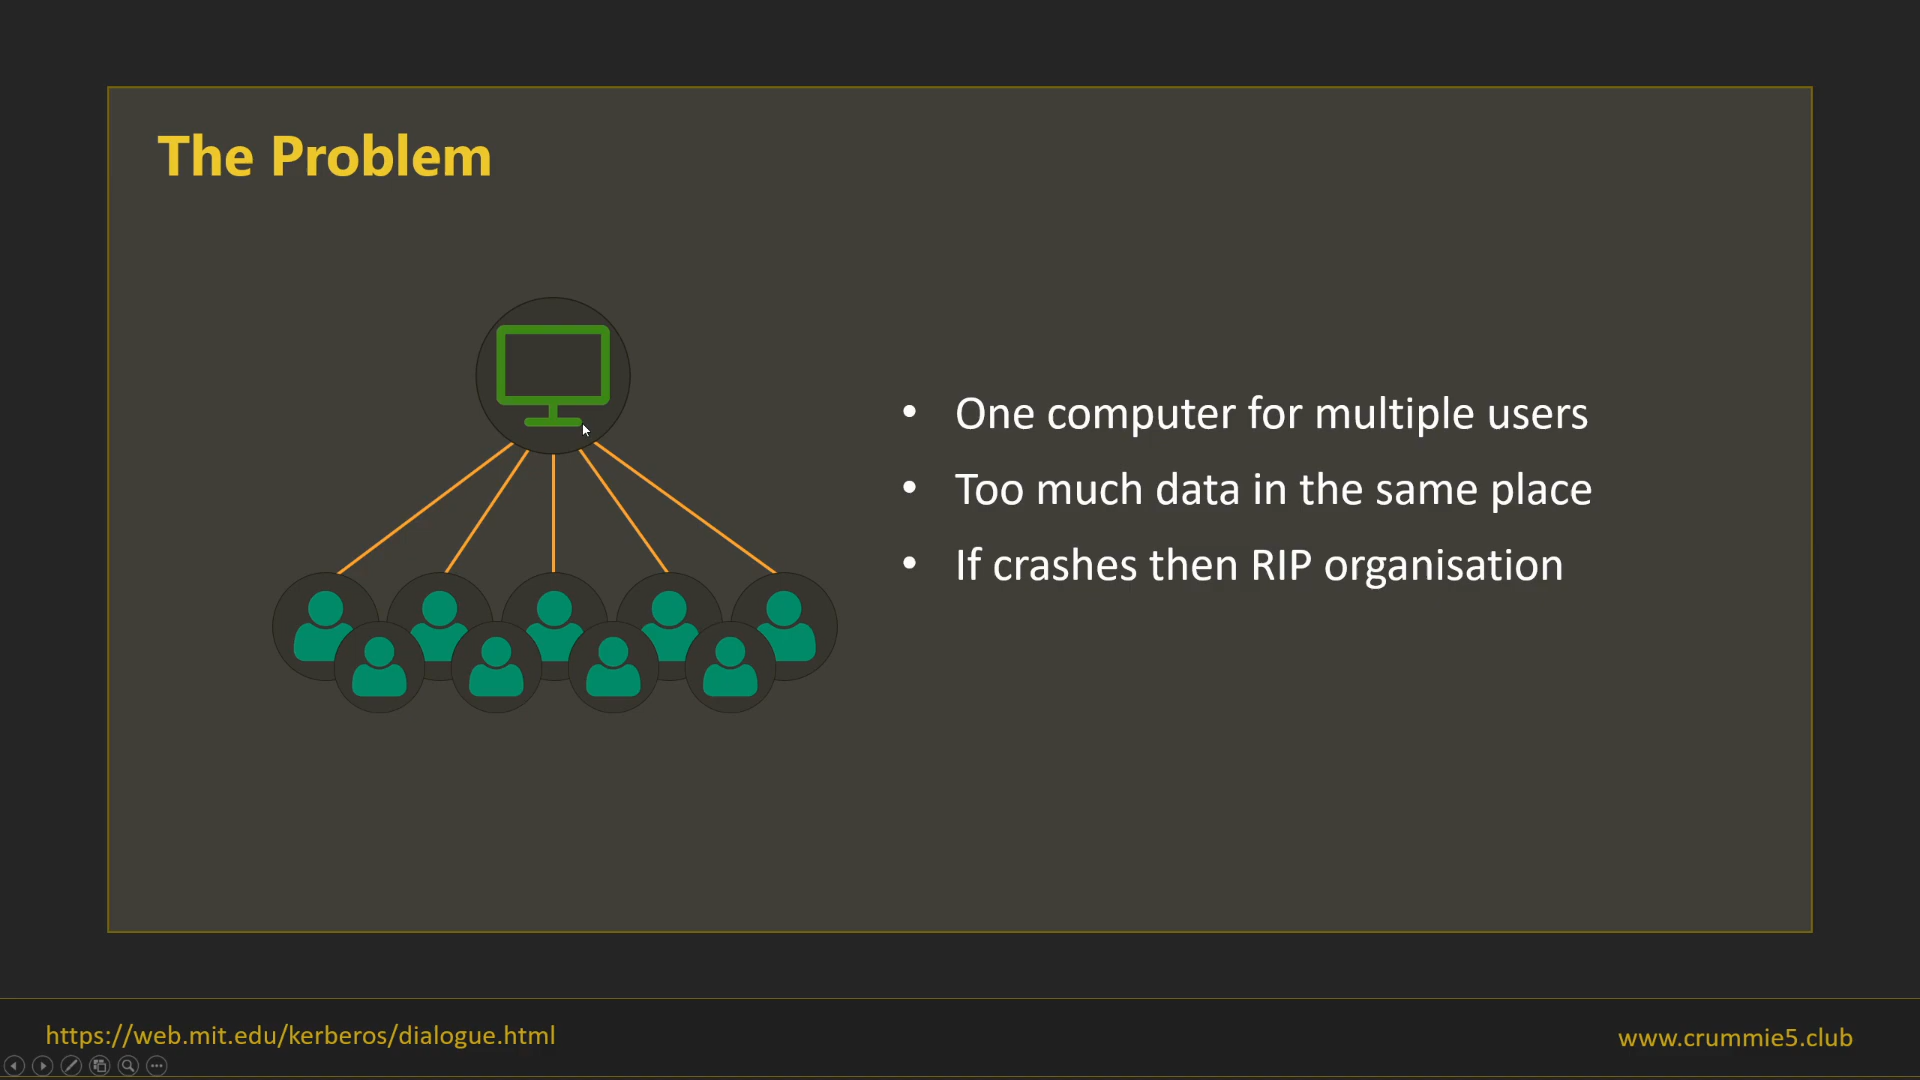 The Problem
• One computer for multiple users
• Too much data in the same place
• If crashes then RIP organisation
https://web.mit.edu/kerberos/dialogue.html
www.crummie5.club